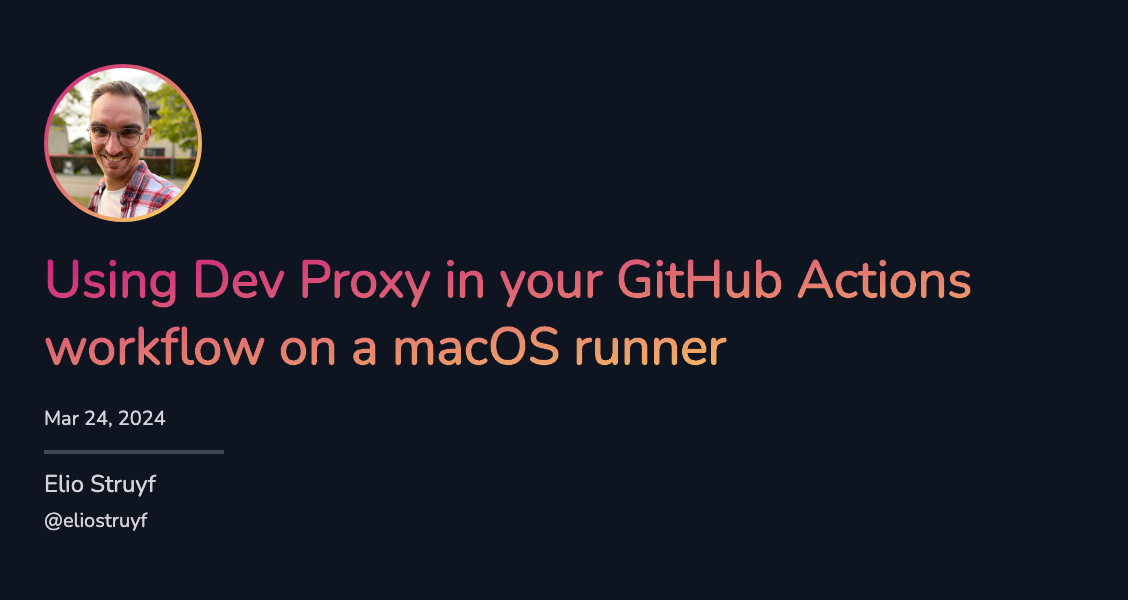 Using Dev Proxy in your GitHub Actions
workflow on a macOS runner
Mar 24, 2024
Elio Struyf
@eliostruyf